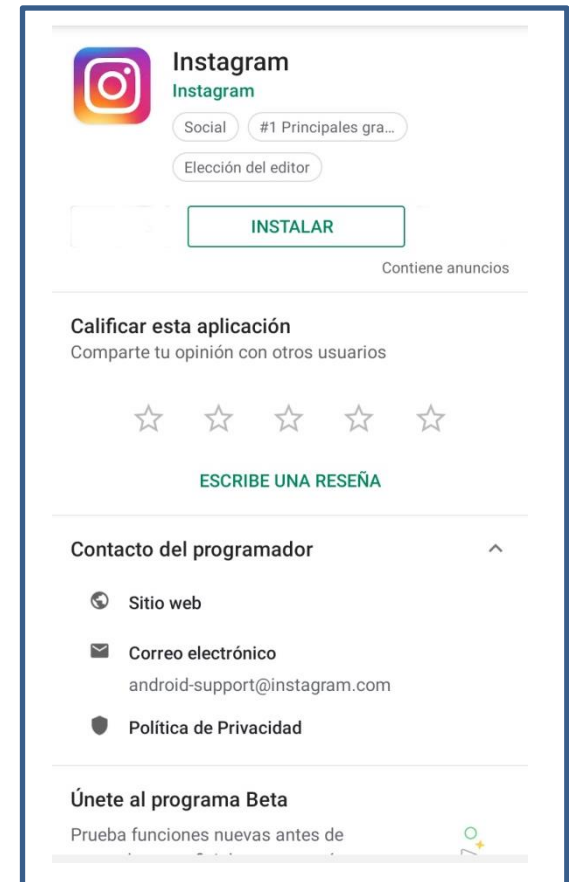 Instagram
Instagram
Social
#1 Principales gra...
Elección del editor
INSTALAR
Contiene anuncios
Calificar esta aplicación
Comparte tu opinión con otros usuarios
ESCRIBE UNA RESEÑA
Contacto del programador
Sitio web
Correo electrónico
android-support@instagram.com
Política de Privacidad
Únete al programa Beta
Prueba funciones nuevas antes de